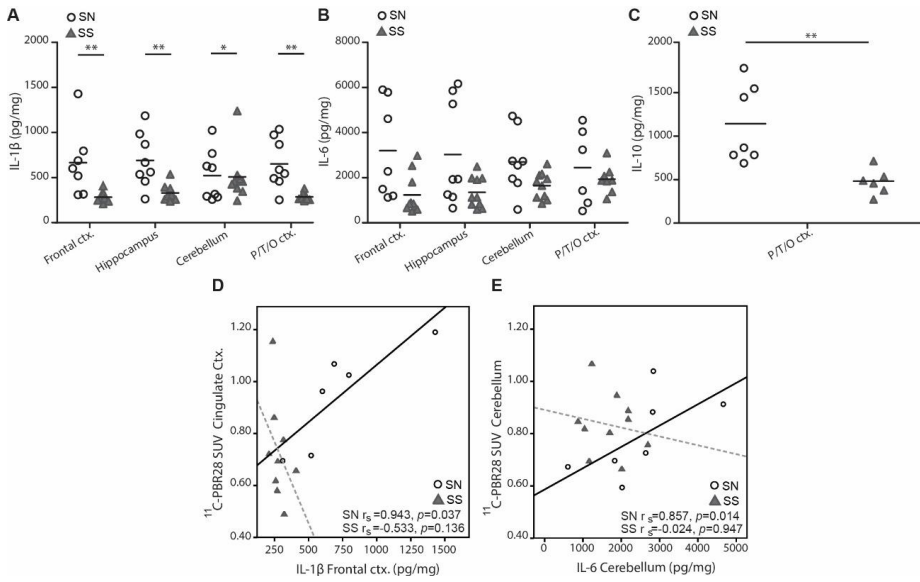 A
SN
SS
IL-1β (pg/mg)
2000
1500
1000
500
0
**
**
*
**
Frontal ctx.
Hippocampus
Cerebellum
P/T/O ctx.
B
SN
SS
IL-6 (pg/mg)
8000
6000
4000
2000
0
Frontal ctx.
Hippocampus
Cerebellum
P/T/O ctx.
C
SN
SS
IL-10 (pg/mg)
2000
1500
1000
500
0
**
P/T/O ctx.
D
11C-PBR28 SUV Cingulate Ctx.
1.20
1.00
0.80
0.60
0.40
SN
SS
SN rs=0.943, p=0.037
SS rs=-0.533, p=0.136
250 500 750 1000 1250 1500
IL-1β Frontal ctx. (pg/mg)
E
11C-PBR28 SUV Cerebellum
1.20
1.00
0.80
0.60
0.40
SN
SS
SN rs=0.857, p=0.014
SS rs=-0.024, p=0.947
0 1000 2000 3000 4000 5000
IL-6 Cerebellum (pg/mg)